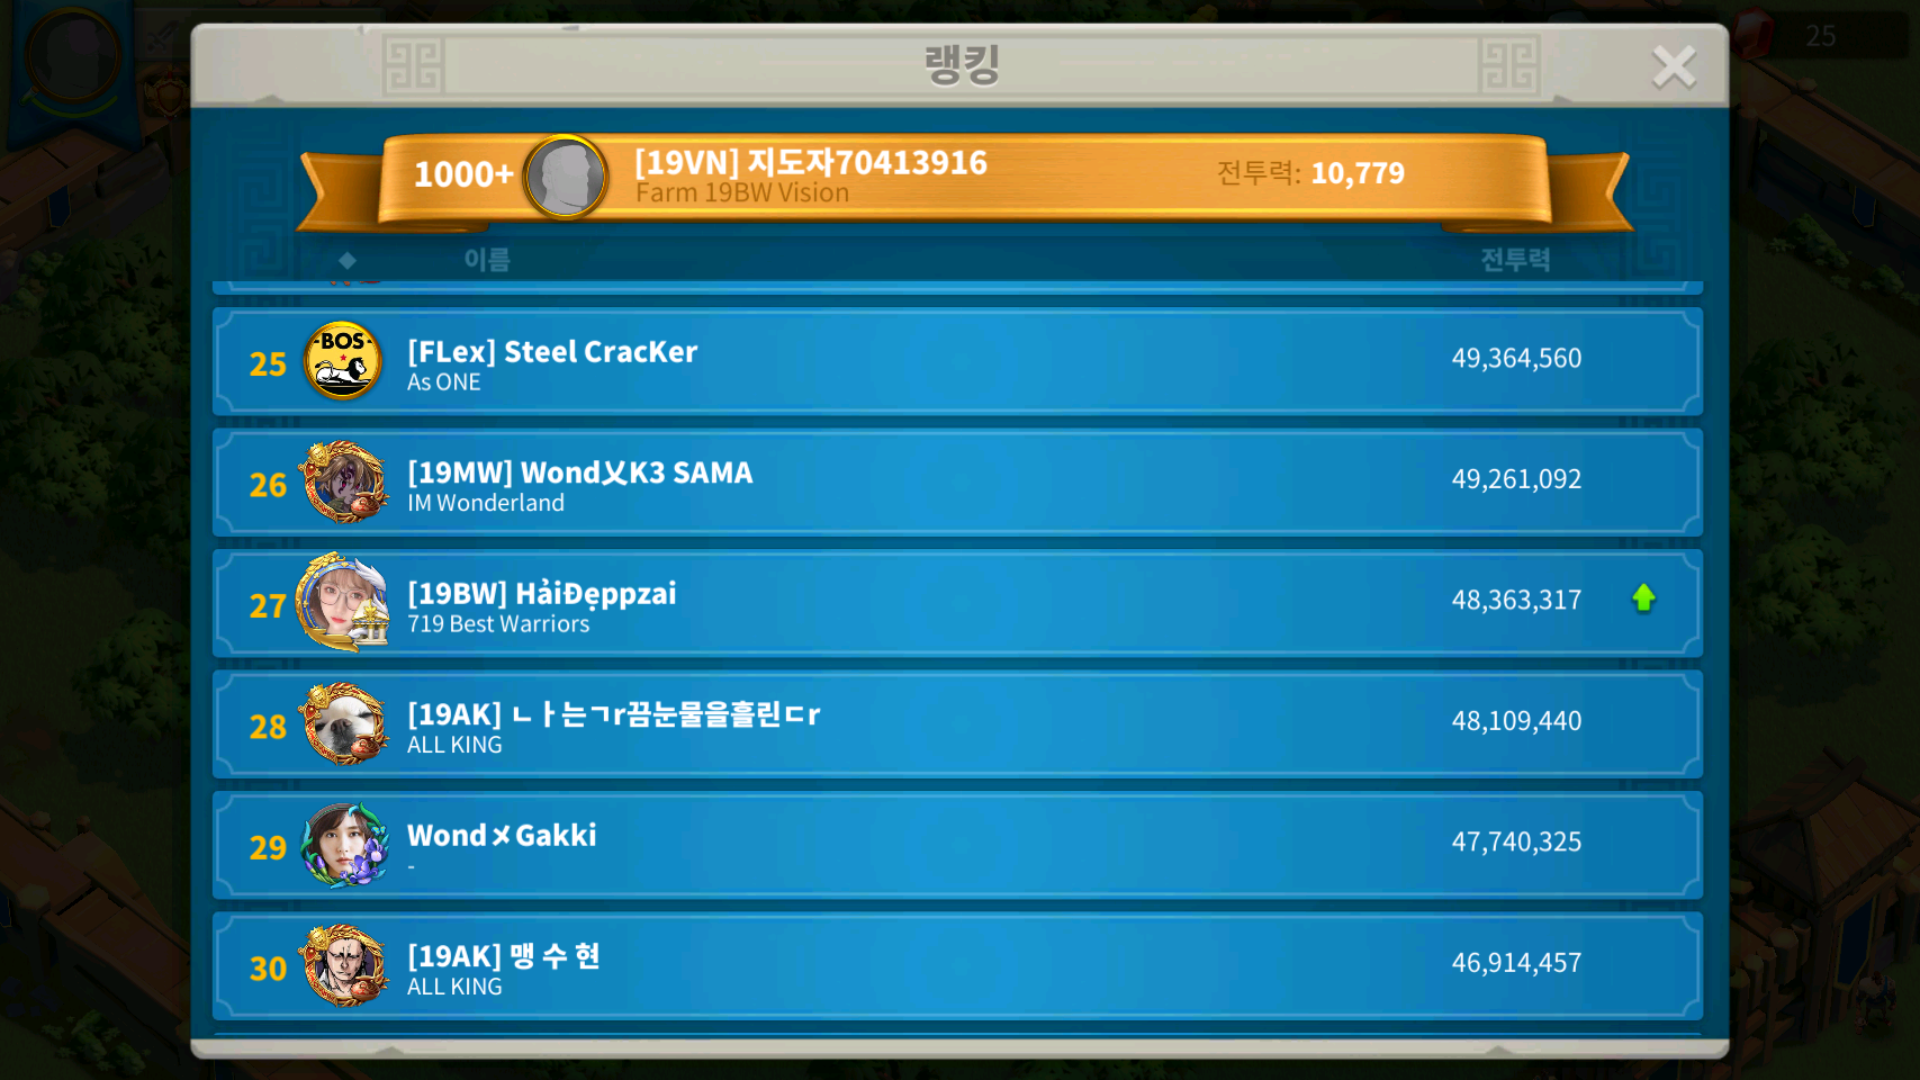 25
랭킹
1000+ [19VN] 지도자70413916 전투력: 10,779
Farm 19BW Vision
이름 전투력
25 BOS [FLex] Steel CracKer 49,364,560
As ONE
26 [19MW] Wond乂K3 SAMA 49,261,092
IM Wonderland
27 [19BW] HảiĐẹppzai 48,363,317
719 Best Warriors
28 [19AK] ㄴㅏ는ㄱr끔눈물을흘린ㄷr 48,109,440
ALL KING
29 Wond〤Gakki 47,740,325
-
30 [19AK] 맹 수 현 46,914,457
ALL KING